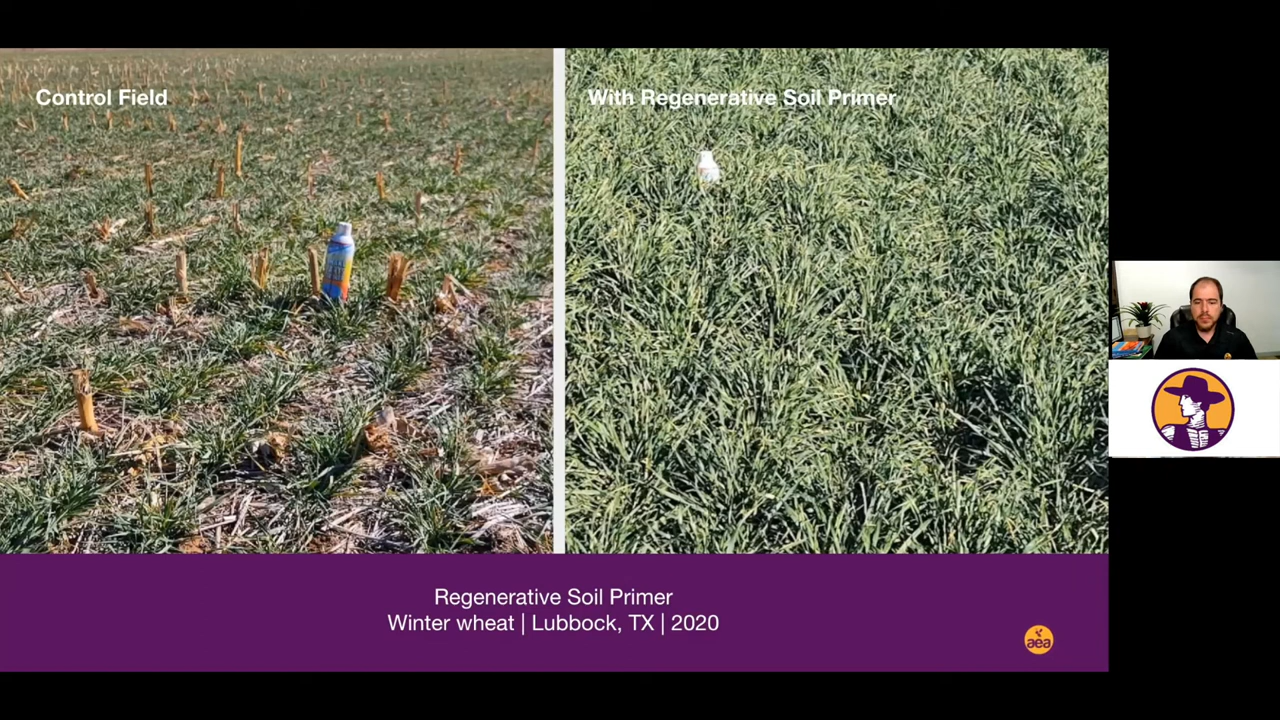 Control Field
With Regenerative Soil Primer
Regenerative Soil Primer
Winter wheat | Lubbock, TX | 2020
aea